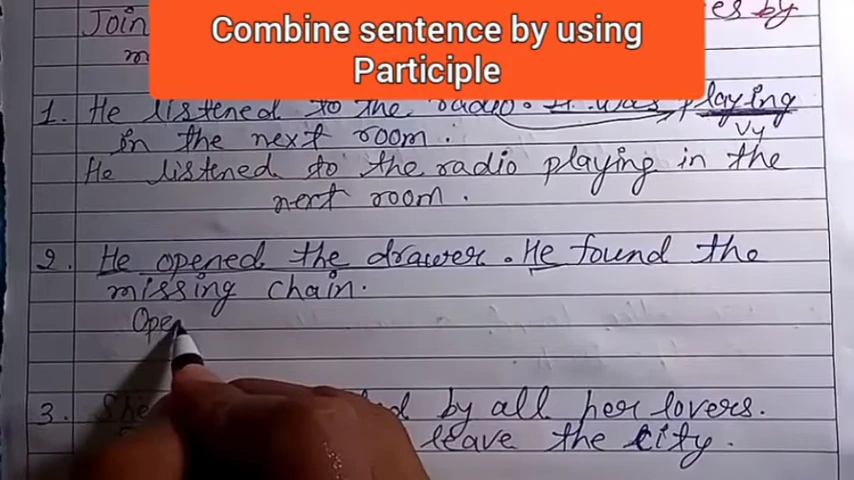 Combine sentence by using
Participle
Join es by
1. He listened to the radio. It was playing
in the next room.
He listened to the radio playing in the
next room.
2. He opened the drawer. He found the
missing chain.
Ope
3. She by all her lovers.
leave the city.